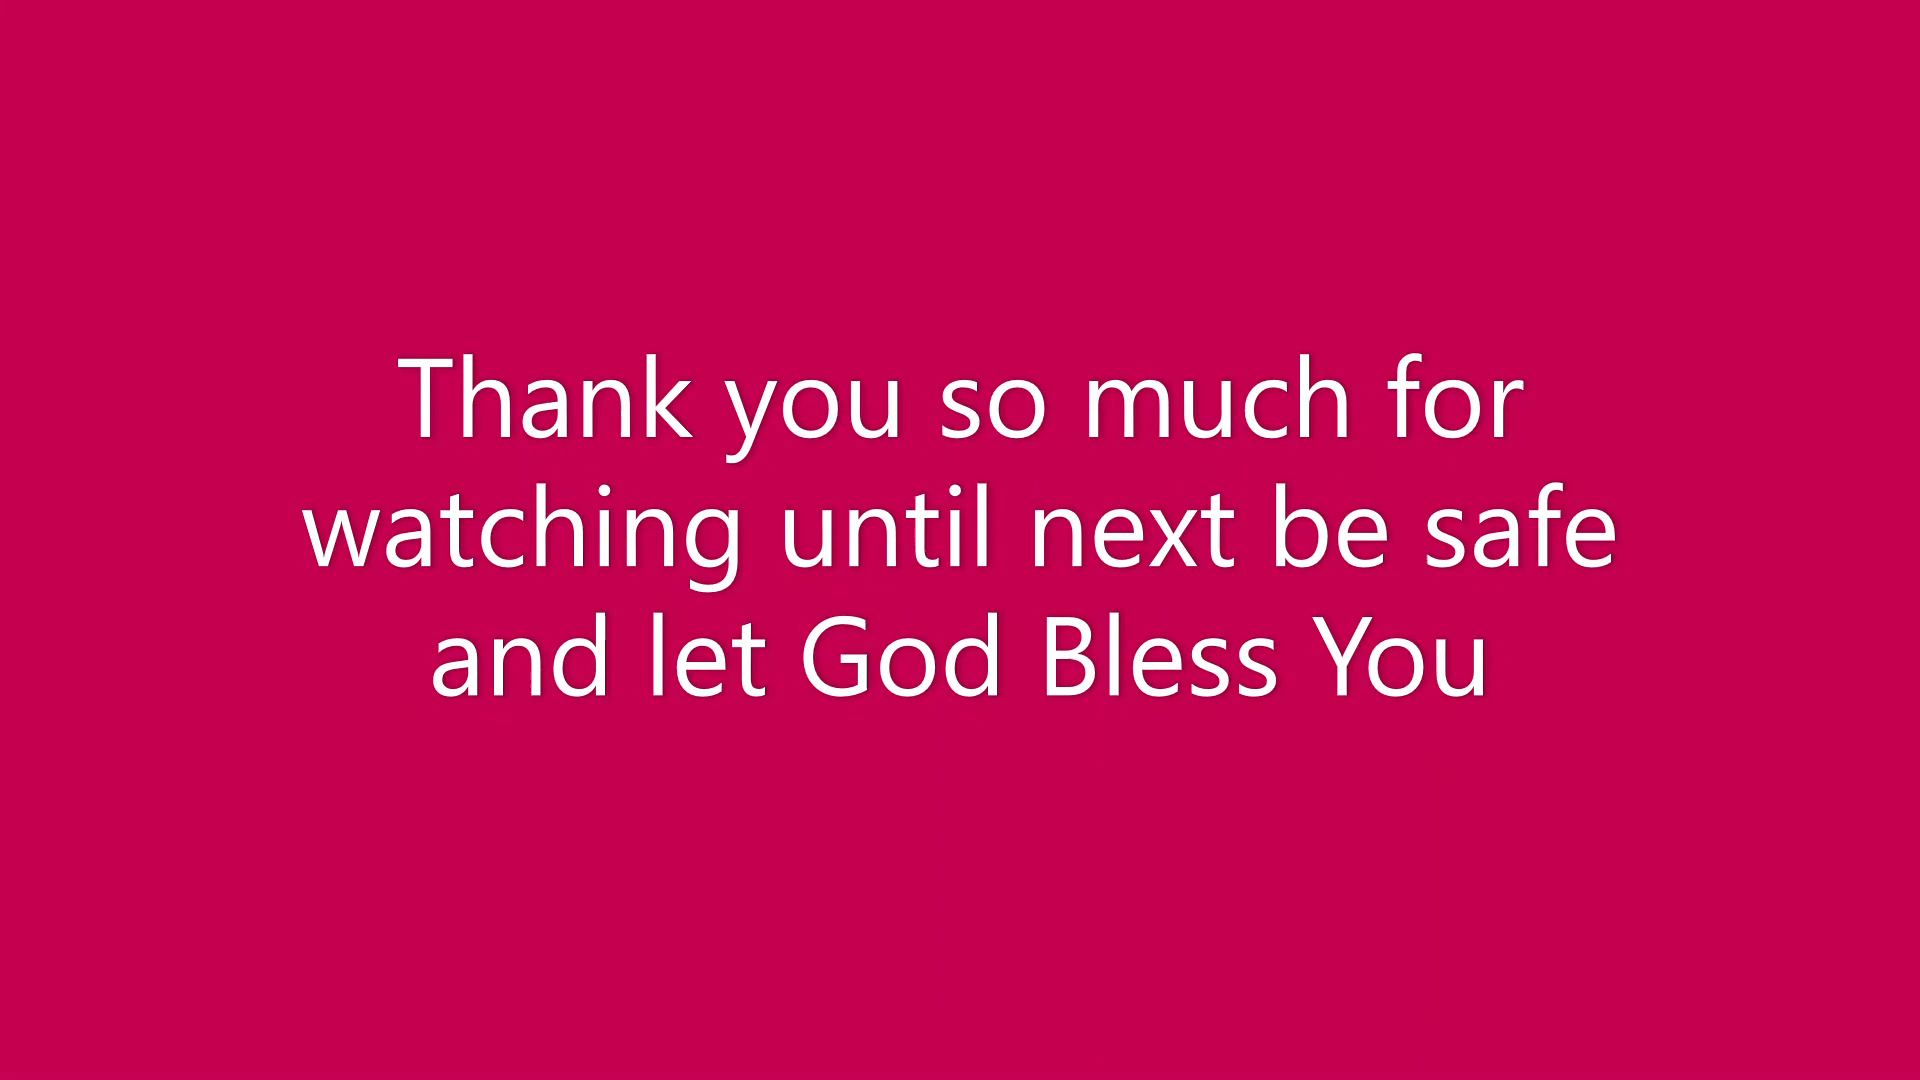 Thank you so much for
watching until next be safe
and let God Bless You